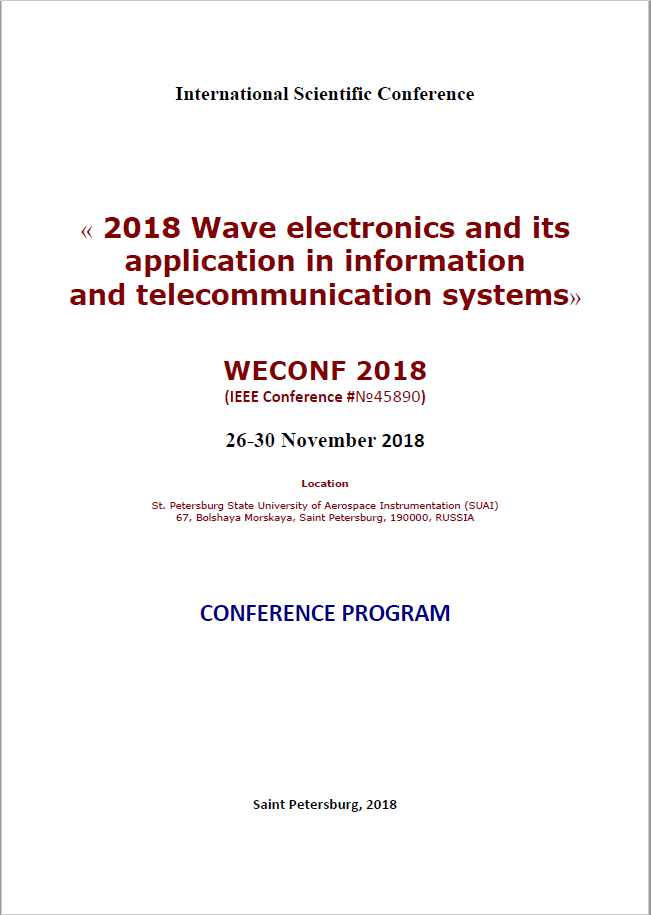 International Scientific Conference
« 2018 Wave electronics and its
application in information
and telecommunication systems»
WECONF 2018
(IEEE Conference #№45890)
26-30 November 2018
Location
St. Petersburg State University of Aerospace Instrumentation (SUAI)
67, Bolshaya Morskaya, Saint Petersburg, 190000, RUSSIA
CONFERENCE PROGRAM
Saint Petersburg, 2018